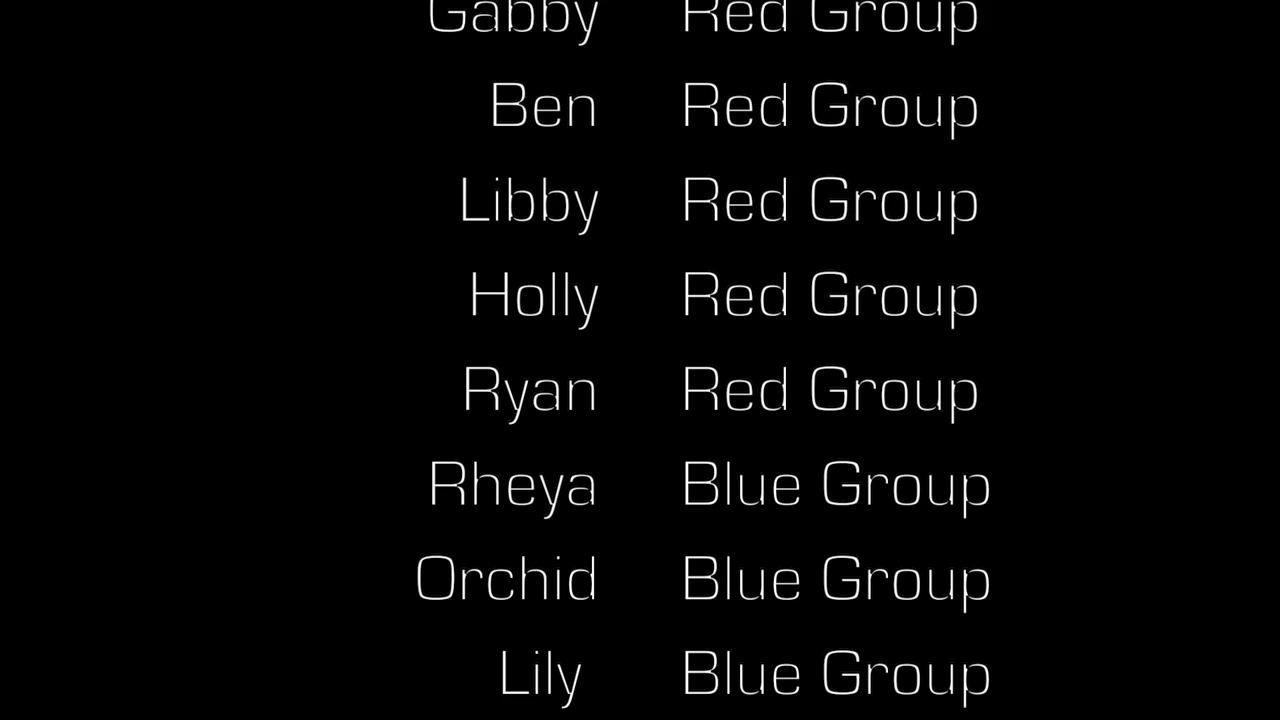 Gabby Red Group
Ben Red Group
Libby Red Group
Holly Red Group
Ryan Red Group
Rheya Blue Group
Orchid Blue Group
Lily Blue Group